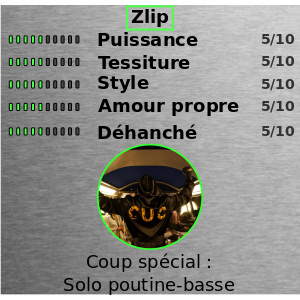 Zlip
Puissance 5/10
Tessiture 5/10
Style 5/10
Amour propre 5/10
Déhanché 5/10
CUC
Coup spécial :
Solo poutine-basse